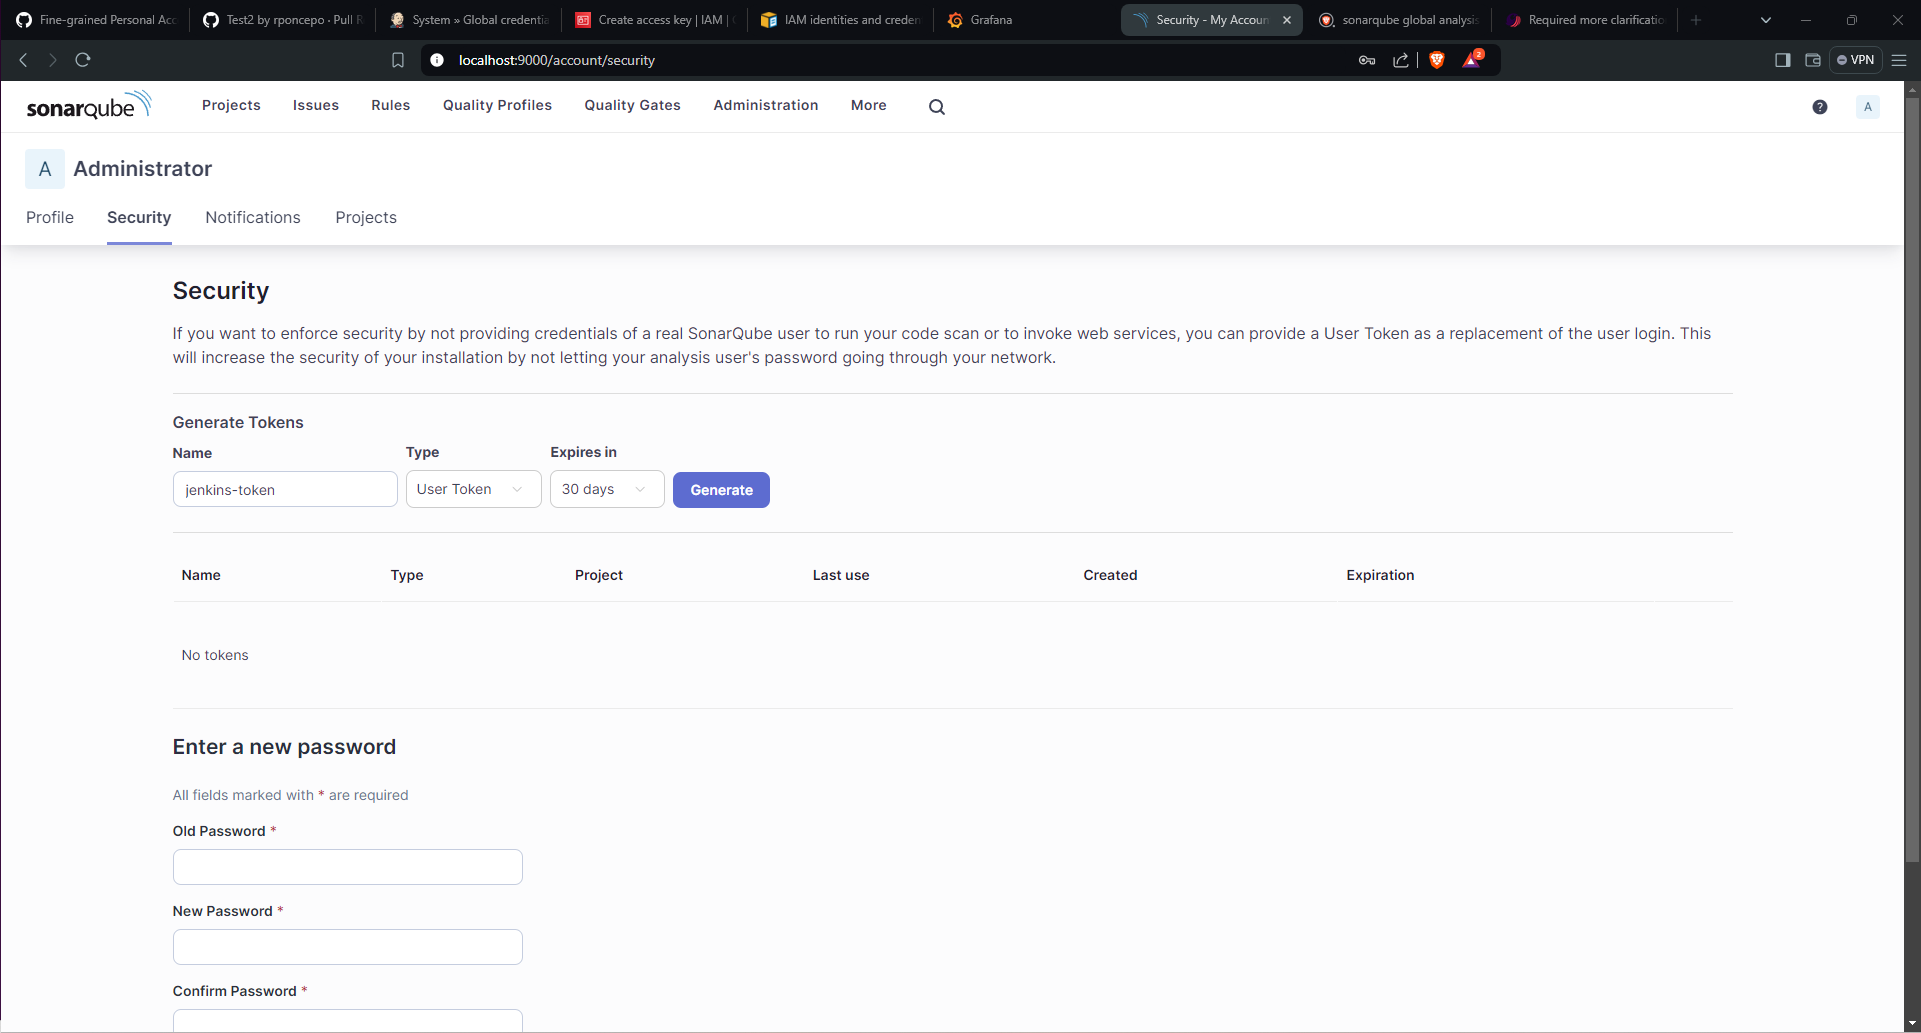 Fine-grained Personal Acc
Test2 by rponcepo · Pull R
System » Global credentia
Create access key | IAM |
IAM identities and creden
Grafana
Security - My Accoun
sonarqube global analysis
Required more clarificatio
localhost:9000/account/security
2
VPN
sonarqube
Projects
Issues
Rules
Quality Profiles
Quality Gates
Administration
More
?
A
A
Administrator
Profile
Security
Notifications
Projects
Security
If you want to enforce security by not providing credentials of a real SonarQube user to run your code scan or to invoke web services, you can provide a User Token as a replacement of the user login. This
will increase the security of your installation by not letting your analysis user's password going through your network.
Generate Tokens
Name
Type
Expires in
jenkins-token
User Token
30 days
Generate
Name
Type
Project
Last use
Created
Expiration
No tokens
Enter a new password
All fields marked with * are required
Old Password *
New Password *
Confirm Password *